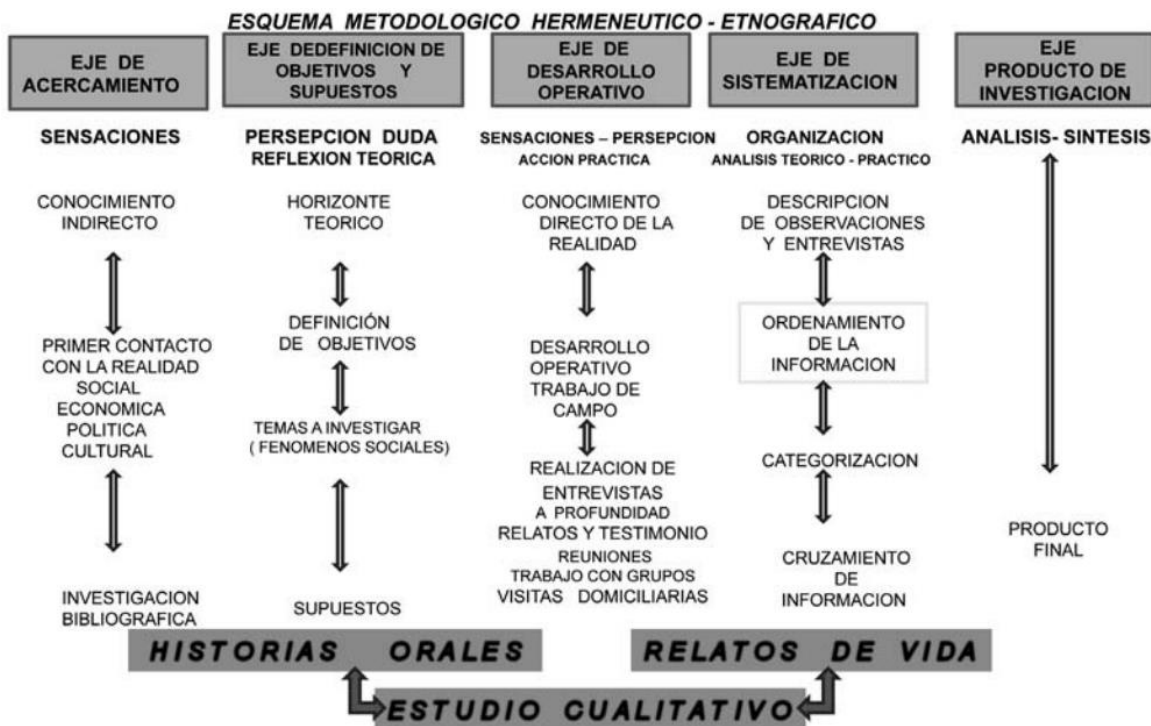 ESQUEMA METODOLOGICO HERMENEUTICO - ETNOGRAFICO
EJE DE
ACERCAMIENTO
SENSACIONES
CONOCIMIENTO
INDIRECTO
PRIMER CONTACTO
CON LA REALIDAD
SOCIAL
ECONOMICA
POLITICA
CULTURAL
INVESTIGACION
BIBLIOGRAFICA
EJE DEDEFINICION DE
OBJETIVOS Y
SUPUESTOS
PERSEPCION DUDA
REFLEXION TEORICA
HORIZONTE
TEORICO
DEFINICIÓN
DE OBJETIVOS
TEMAS A INVESTIGAR
( FENOMENOS SOCIALES)
SUPUESTOS
EJE DE
DESARROLLO
OPERATIVO
SENSACIONES – PERSEPCION
ACCION PRACTICA
CONOCIMIENTO
DIRECTO DE LA
REALIDAD
DESARROLLO
OPERATIVO
TRABAJO DE
CAMPO
REALIZACION DE
ENTREVISTAS
A PROFUNDIDAD
RELATOS Y TESTIMONIO
REUNIONES
TRABAJO CON GRUPOS
VISITAS DOMICILIARIAS
EJE DE
SISTEMATIZACION
ORGANIZACION
ANALISIS TEORICO - PRACTICO
DESCRIPCION
DE OBSERVACIONES
Y ENTREVISTAS
ORDENAMIENTO
DE LA
INFORMACION
CATEGORIZACION
CRUZAMIENTO
DE
INFORMACION
EJE
PRODUCTO DE
INVESTIGACION
ANALISIS- SINTESIS
PRODUCTO
FINAL
HISTORIAS ORALES
RELATOS DE VIDA
ESTUDIO CUALITATIVO